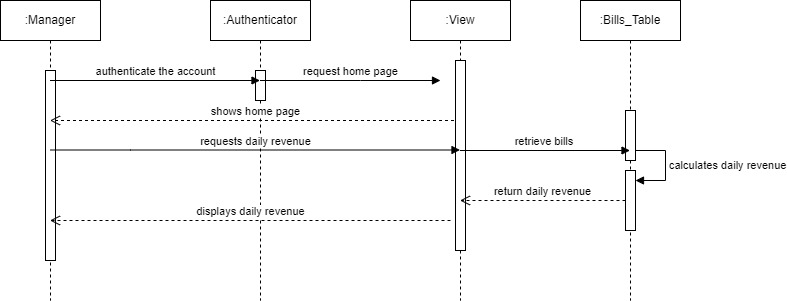 :Manager
:Authenticator
:View
:Bills_Table
authenticate the account
request home page
shows home page
requests daily revenue
retrieve bills
calculates daily revenue
return daily revenue
displays daily revenue